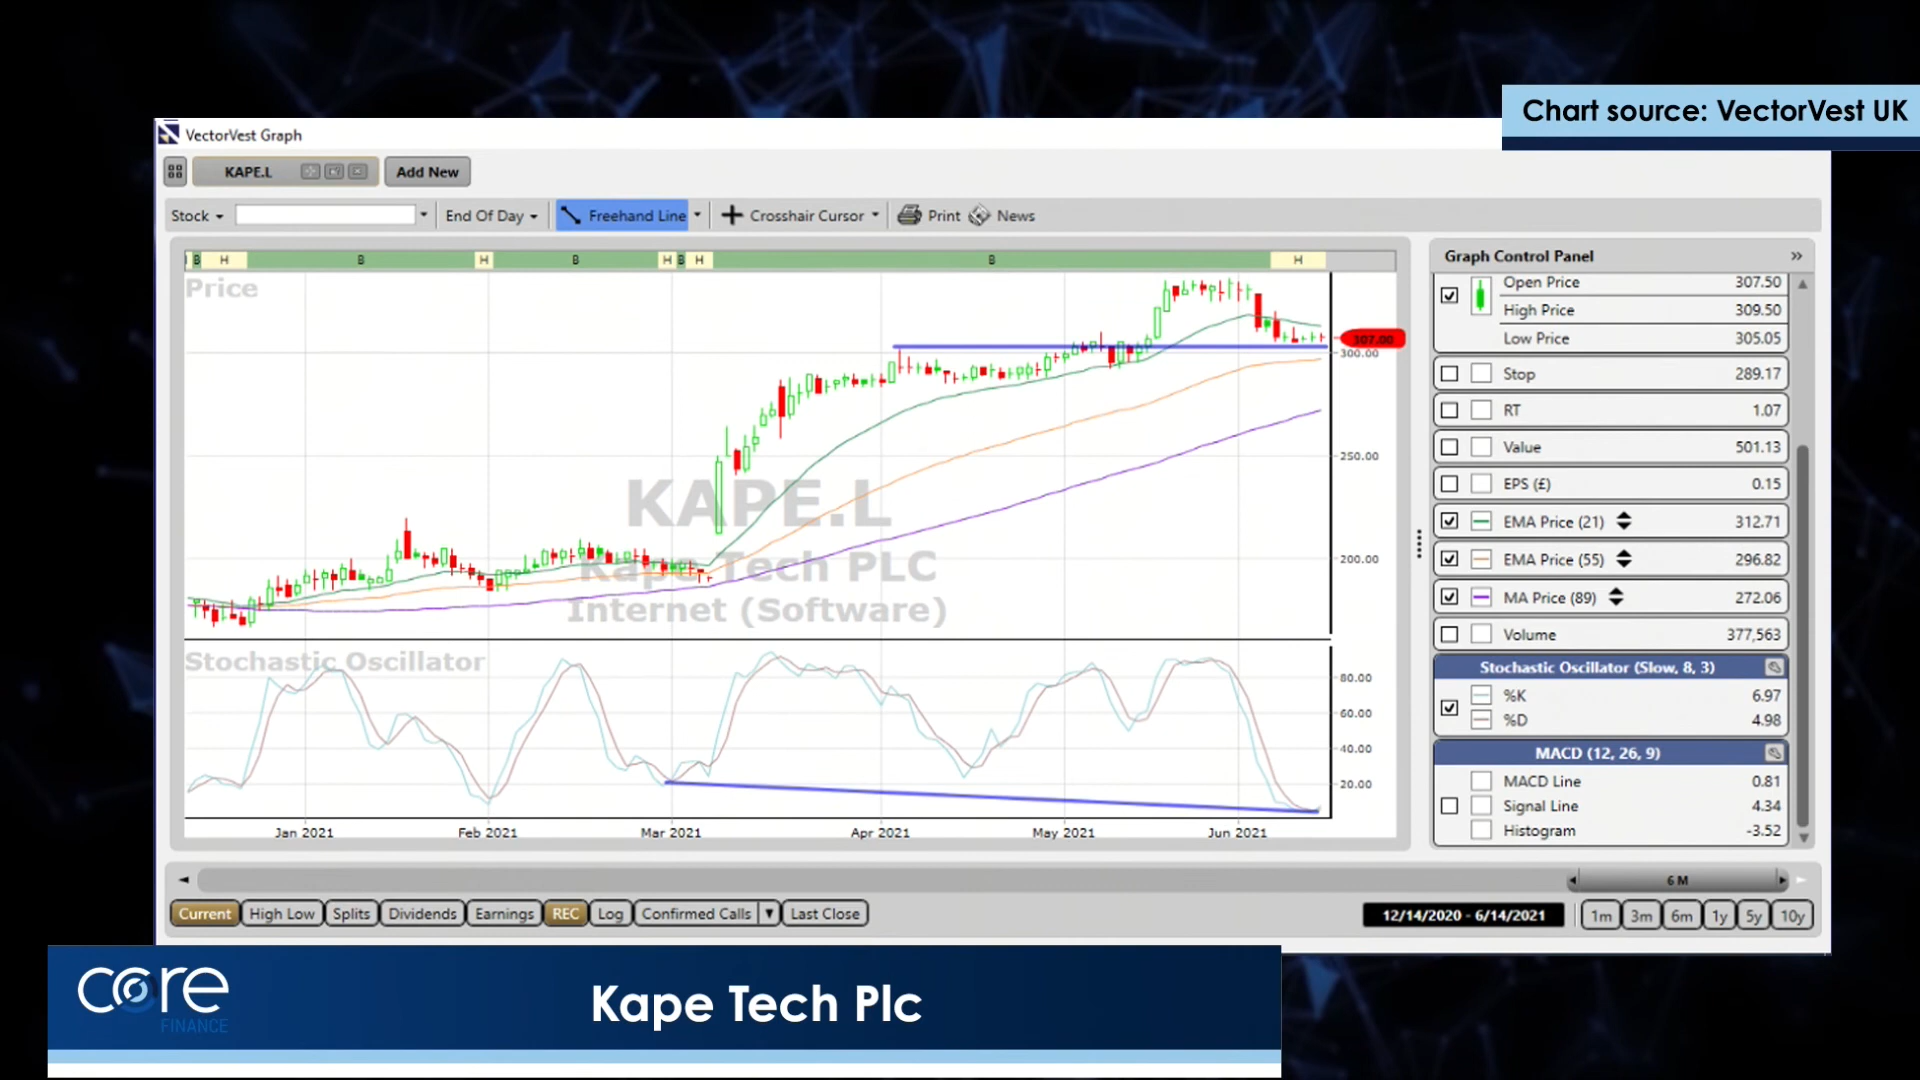 Chart source: VectorVest UK
VectorVest Graph
KAPE.L
Add New
Stock
End Of Day
Freehand Line
Crosshair Cursor
Print
News
B H B H B H B H B H
Graph Control Panel
Price
Open Price 307.50
High Price 309.50
Low Price 305.05
Stop 289.17
RT 1.07
Value 501.13
EPS (£) 0.15
EMA Price (21) 312.71
EMA Price (55) 296.82
MA Price (89) 272.06
Volume 377,563
Stochastic Oscillator (Slow, 8, 3)
%K 6.97
%D 4.98
MACD (12, 26, 9)
MACD Line 0.81
Signal Line 4.34
Histogram -3.52
307.00
300.00
250.00
200.00
KAPE.L
Kape Tech PLC
Internet (Software)
Stochastic Oscillator
80.00
60.00
40.00
20.00
Jan 2021 Feb 2021 Mar 2021 Apr 2021 May 2021 Jun 2021
6 M
Current High Low Splits Dividends Earnings REC Log Confirmed Calls Last Close
12/14/2020 - 6/14/2021
1m 3m 6m 1y 5y 10y
core
FINANCE
Kape Tech Plc